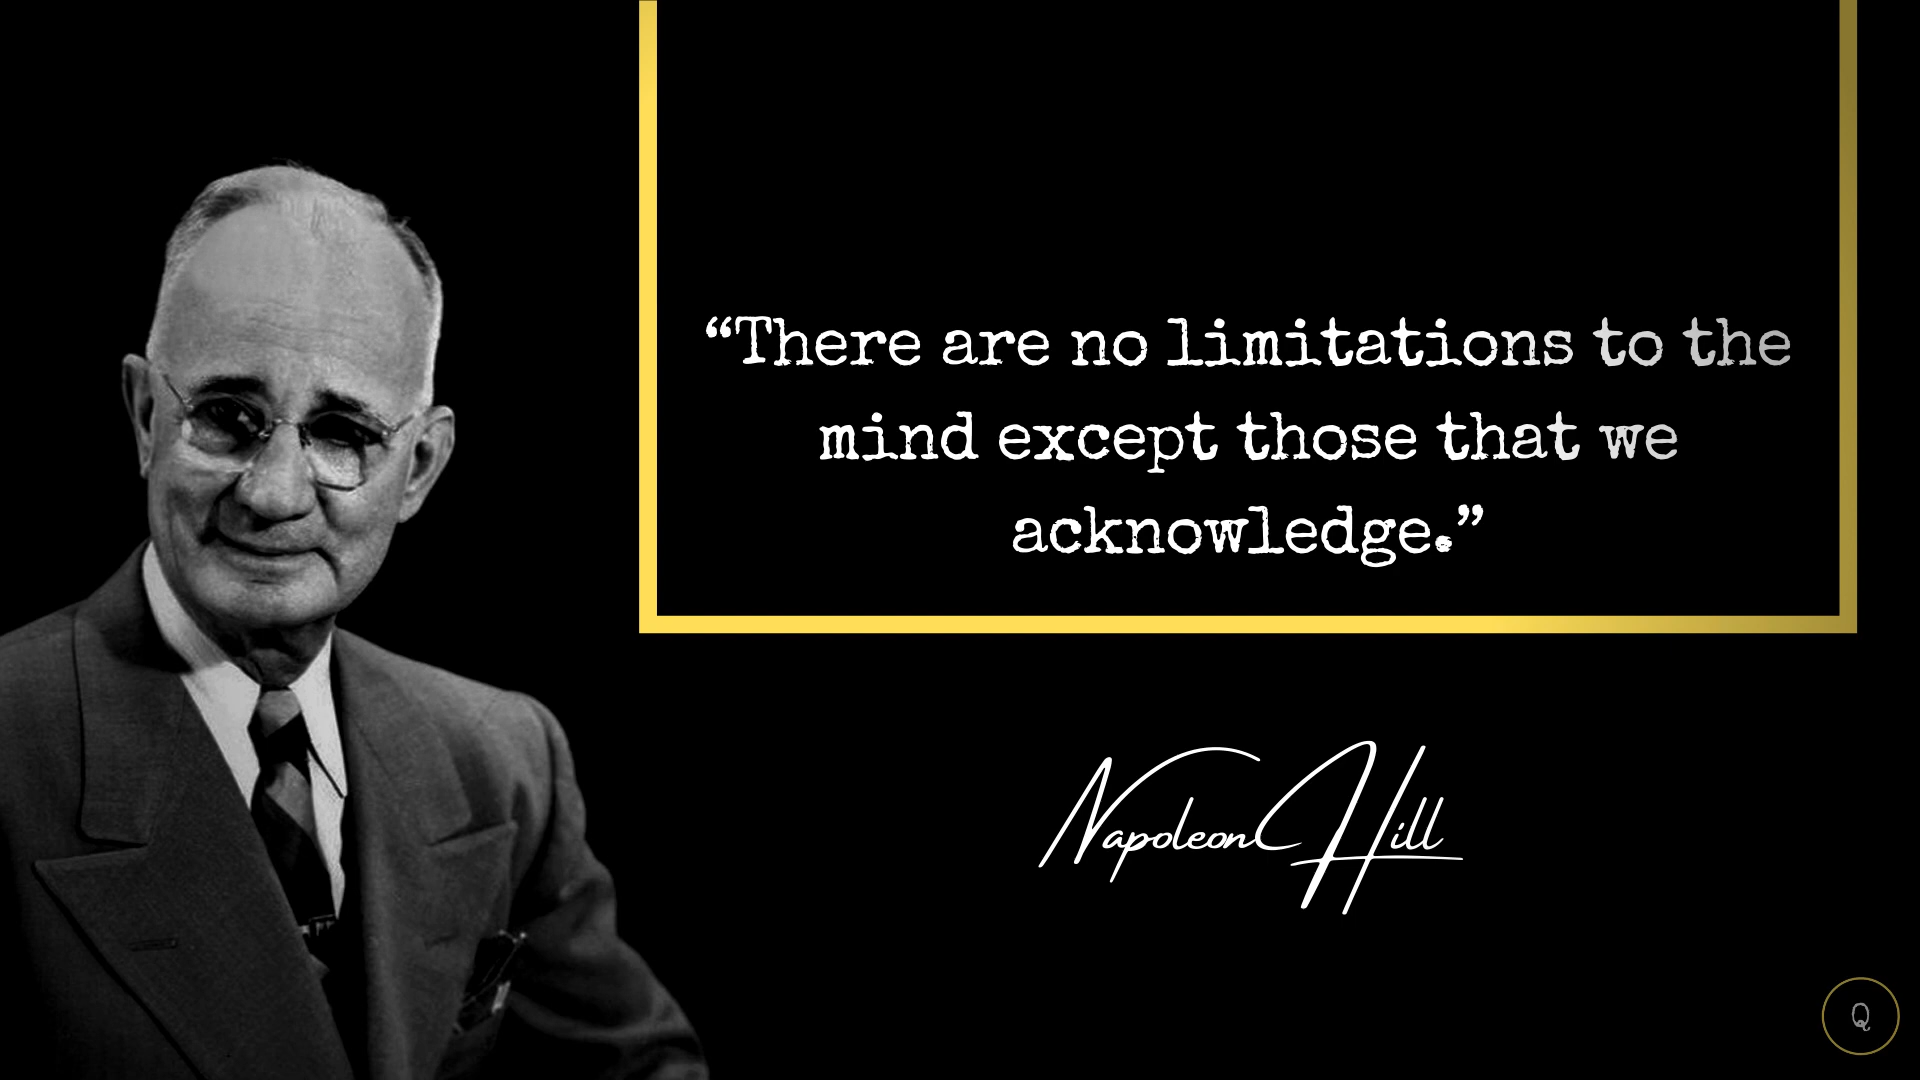 “There are no limitations to the
mind except those that we
acknowledge.”
Napoleon Hill
Q